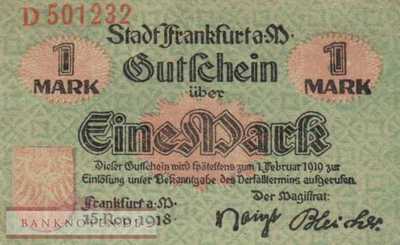 D 501232
Stadt Frankfurt a.M.
1 MARK
Gutschein
1 MARK
über
Eine Mark
Dieser Gutschein wird spätestens zum 1. Februar 1919 zur
Einlösung unter Bekanntgabe des Verfalltermins aufgerufen.
Frankfurt a.M.
Der Magistrat:
15. Nov. 1918.